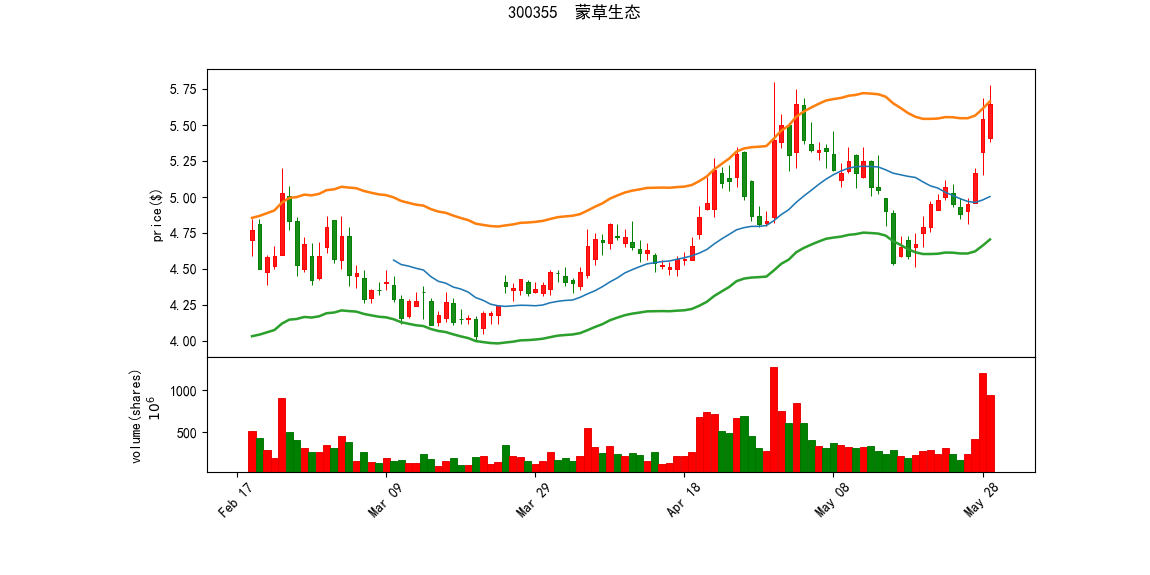 300355 蒙草生态
price($)
5.75
5.50
5.25
5.00
4.75
4.50
4.25
4.00
volume(shares)
10^6
1000
500
Feb 17
Mar 09
Mar 29
Apr 18
May 08
May 28